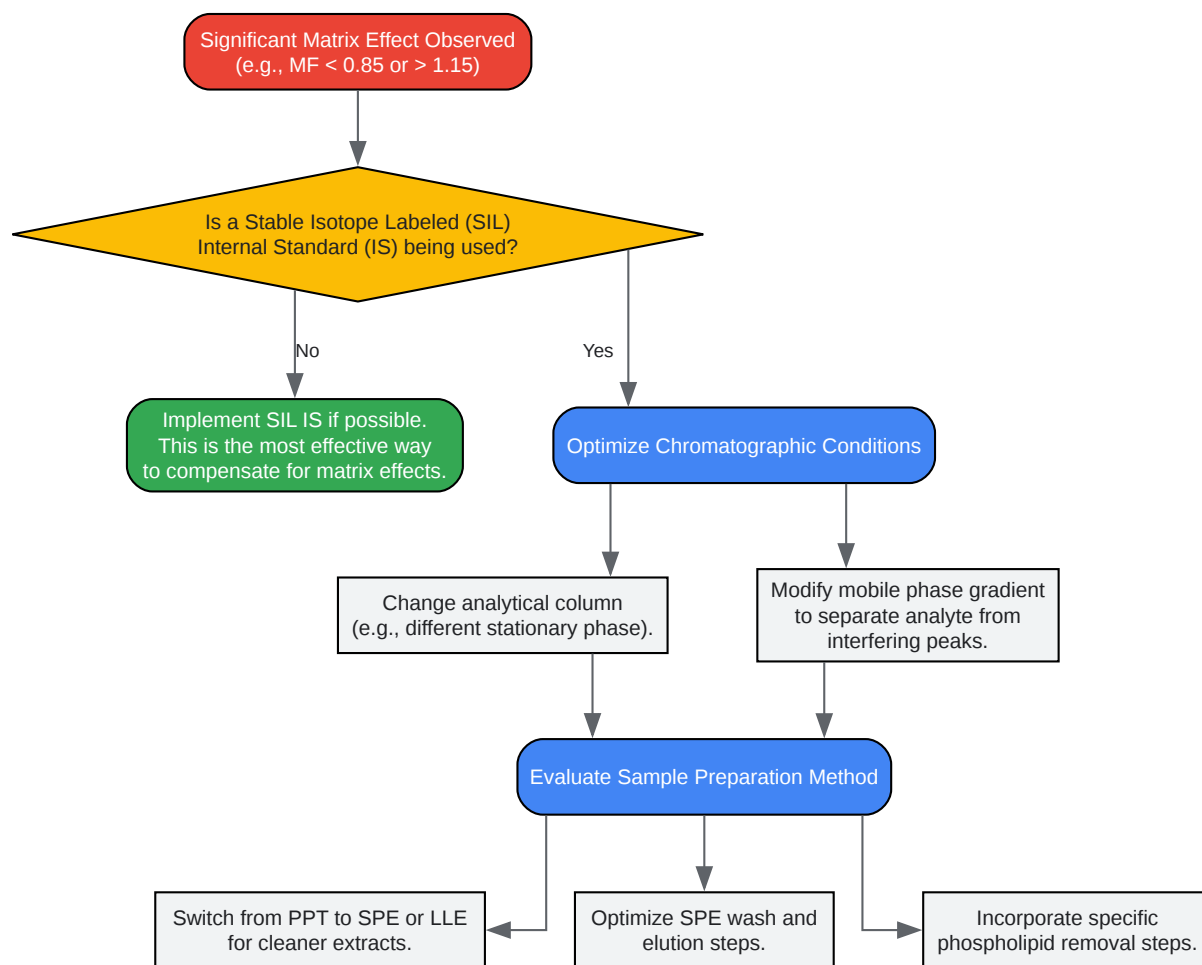 Significant Matrix Effect Observed
(e.g., MF < 0.85 or > 1.15)
Is a Stable Isotope Labeled (SIL)
Internal Standard (IS) being used?
No
Yes
Implement SIL IS if possible.
This is the most effective way
to compensate for matrix effects.
Optimize Chromatographic Conditions
Change analytical column
(e.g., different stationary phase).
Modify mobile phase gradient
to separate analyte from
interfering peaks.
Evaluate Sample Preparation Method
Switch from PPT to SPE or LLE
for cleaner extracts.
Optimize SPE wash and
elution steps.
Incorporate specific
phospholipid removal steps.